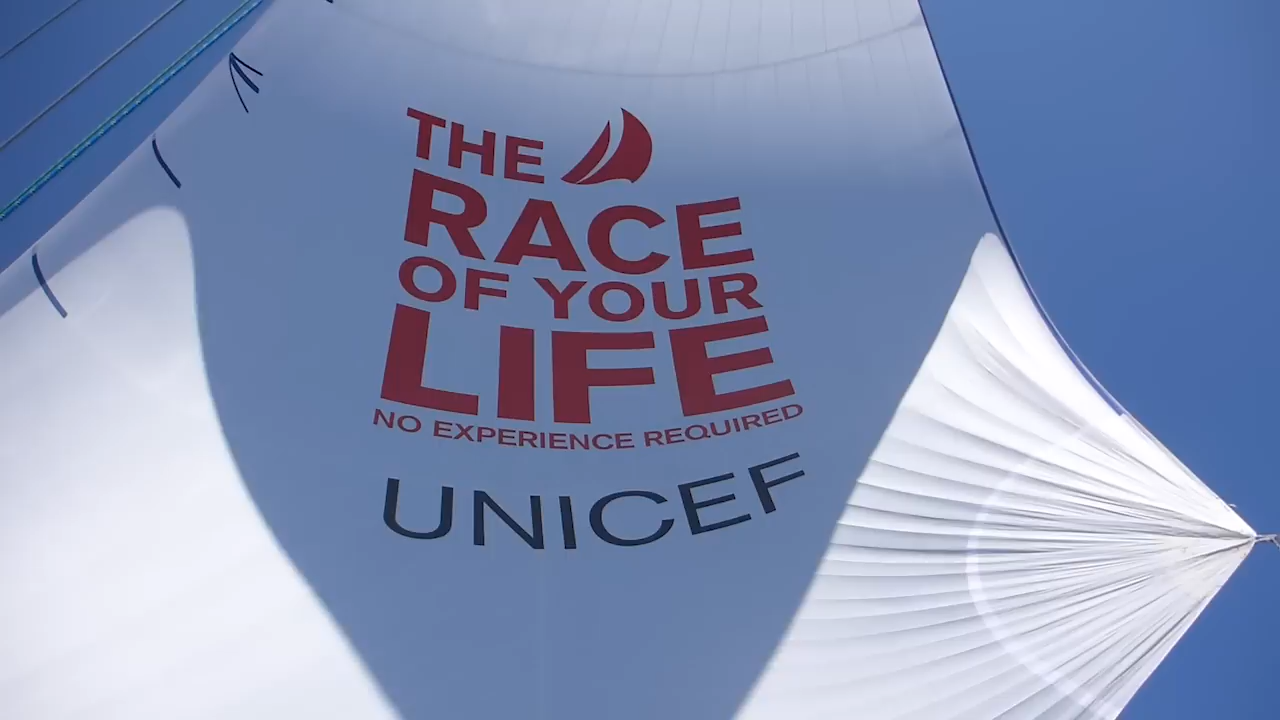 THE
RACE
OF YOUR
LIFE
NO EXPERIENCE REQUIRED
UNICEF